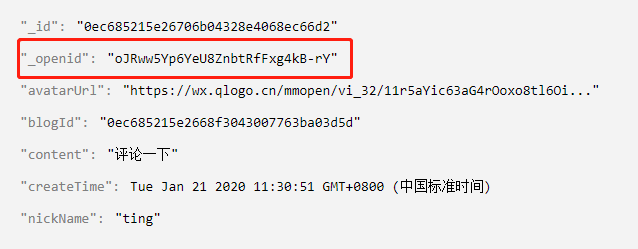 "_id": "0ec685215e26706b04328e4068ec66d2"
"_openid": "oJRww5Yp6YeU8ZnbtRfFxg4kB-rY"
"avatarUrl": "https://wx.qlogo.cn/mmopen/vi_32/11r5aYic63aG4rOoxo8tl6Oi..."
"blogId": "0ec685215e2668f3043007763ba03d5d"
"content": "评论一下"
"createTime": Tue Jan 21 2020 11:30:51 GMT+0800 (中国标准时间)
"nickName": "ting"